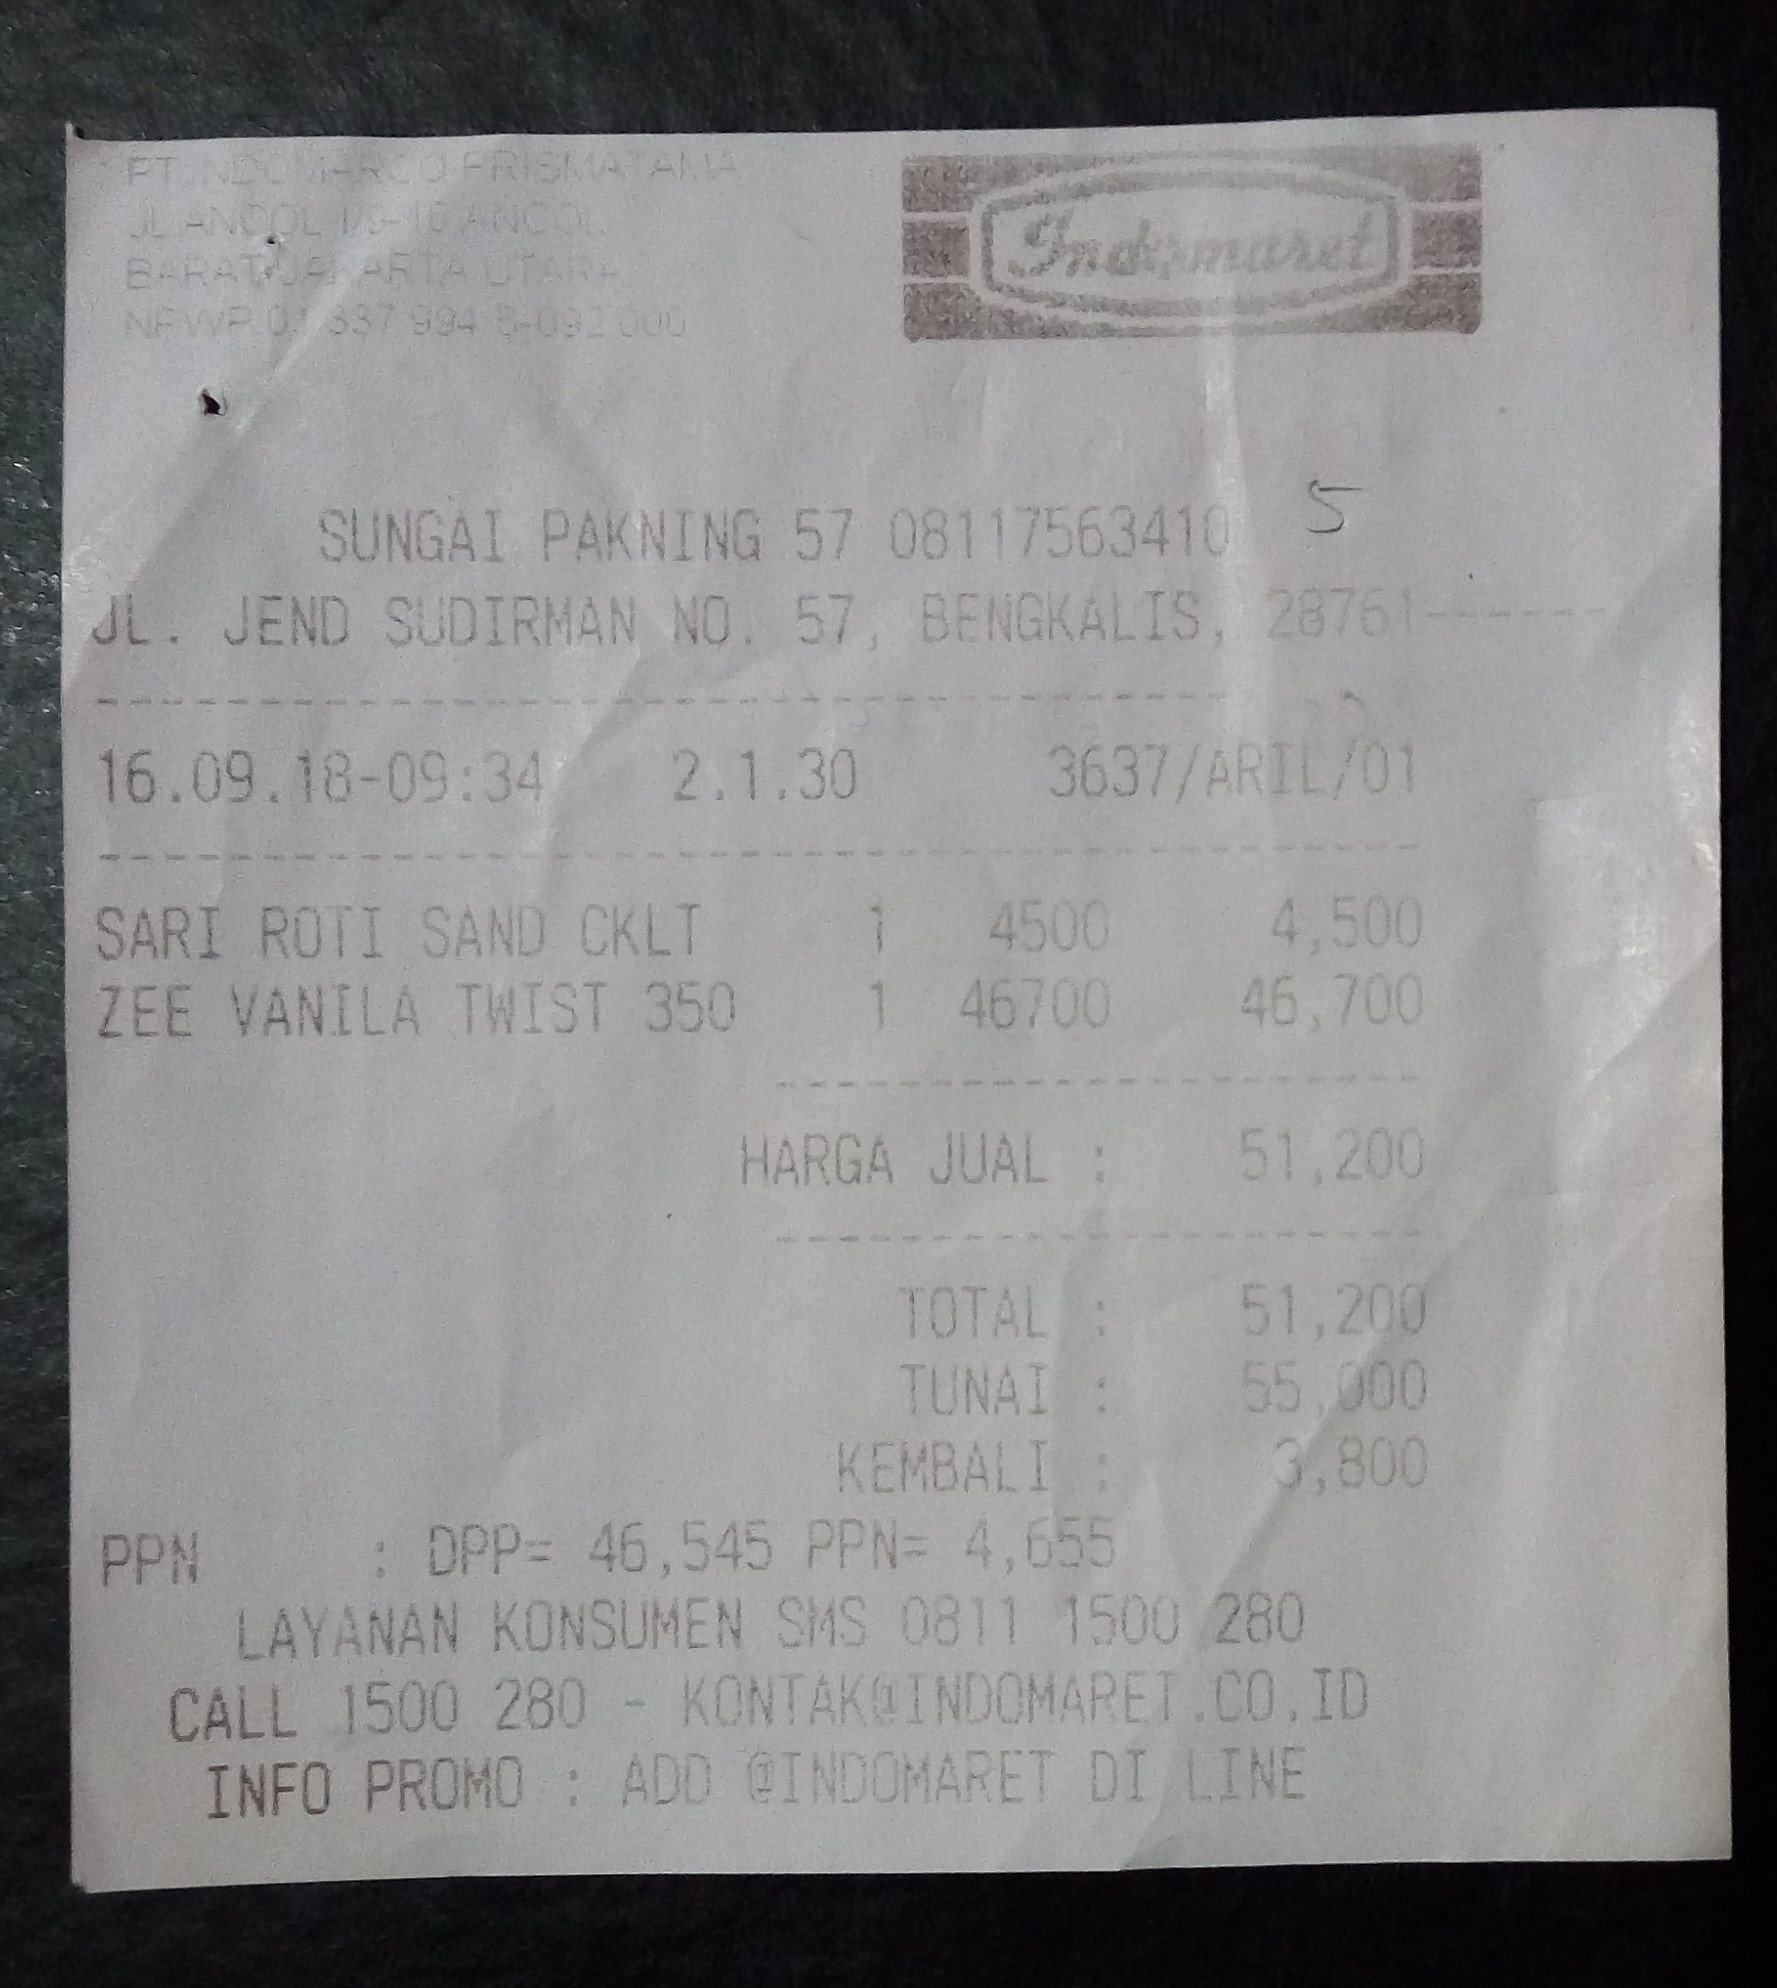 PT.INDOMARCO PRISMATAMA
JL.ANCOL 1/9-10 ANCOL
BARAT,JAKARTA UTARA
NPWP 01 337 994 6-092 000
Indomaret
SUNGAI PAKNING 57 08117563410
5
JL. JEND SUDIRMAN NO. 57, BENGKALIS, 28761
16.09.18-09:34 2.1.30 3637/ARIL/01
SARI ROTI SAND CKLT 1 4500 4,500
ZEE VANILA TWIST 350 1 46700 46,700
HARGA JUAL : 51,200
TOTAL : 51,200
TUNAI : 55,000
KEMBALI : 3,800
PPN : DPP= 46,545 PPN= 4,655
LAYANAN KONSUMEN SMS 0811 1500 280
CALL 1500 280 - KONTAK@INDOMARET.CO.ID
INFO PROMO : ADD @INDOMARET DI LINE